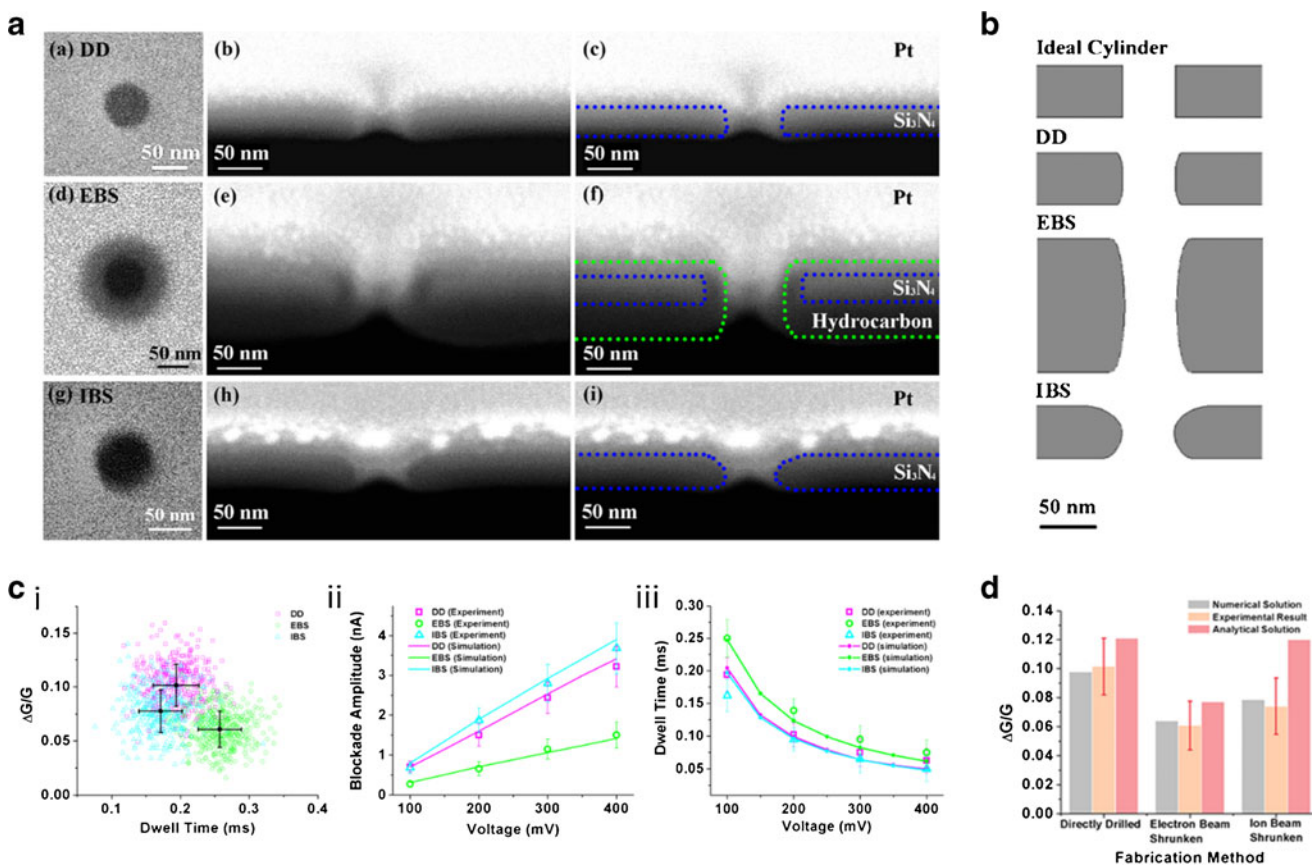 a
(a) DD
50 nm
(b)
50 nm
(c)
Pt
Si₃N₄
50 nm
(d) EBS
50 nm
(e)
50 nm
(f)
Pt
Si₃N₄
Hydrocarbon
50 nm
(g) IBS
50 nm
(h)
50 nm
(i)
Pt
Si₃N₄
50 nm
b
Ideal Cylinder
DD
EBS
IBS
50 nm
c
i
DD
EBS
IBS
ΔG/G
0.15
0.10
0.05
0.00
0.1 0.2 0.3 0.4
Dwell Time (ms)
ii
DD (Experiment)
EBS (Experiment)
IBS (Experiment)
DD (Simulation)
EBS (Simulation)
IBS (Simulation)
Blockade Amplitude (nA)
4
3
2
1
0
100 200 300 400
Voltage (mV)
iii
DD (experiment)
EBS (experiment)
IBS (experiment)
DD (simulation)
EBS (simulation)
IBS (simulation)
Dwell Time (ms)
0.30
0.25
0.20
0.15
0.10
0.05
100 150 200 250 300 350 400
Voltage (mV)
d
Numerical Solution
Experimental Result
Analytical Solution
ΔG/G
0.14
0.12
0.10
0.08
0.06
0.04
0.02
0.00
Directly Drilled
Electron Beam
Shrunken
Ion Beam
Shrunken
Fabrication Method